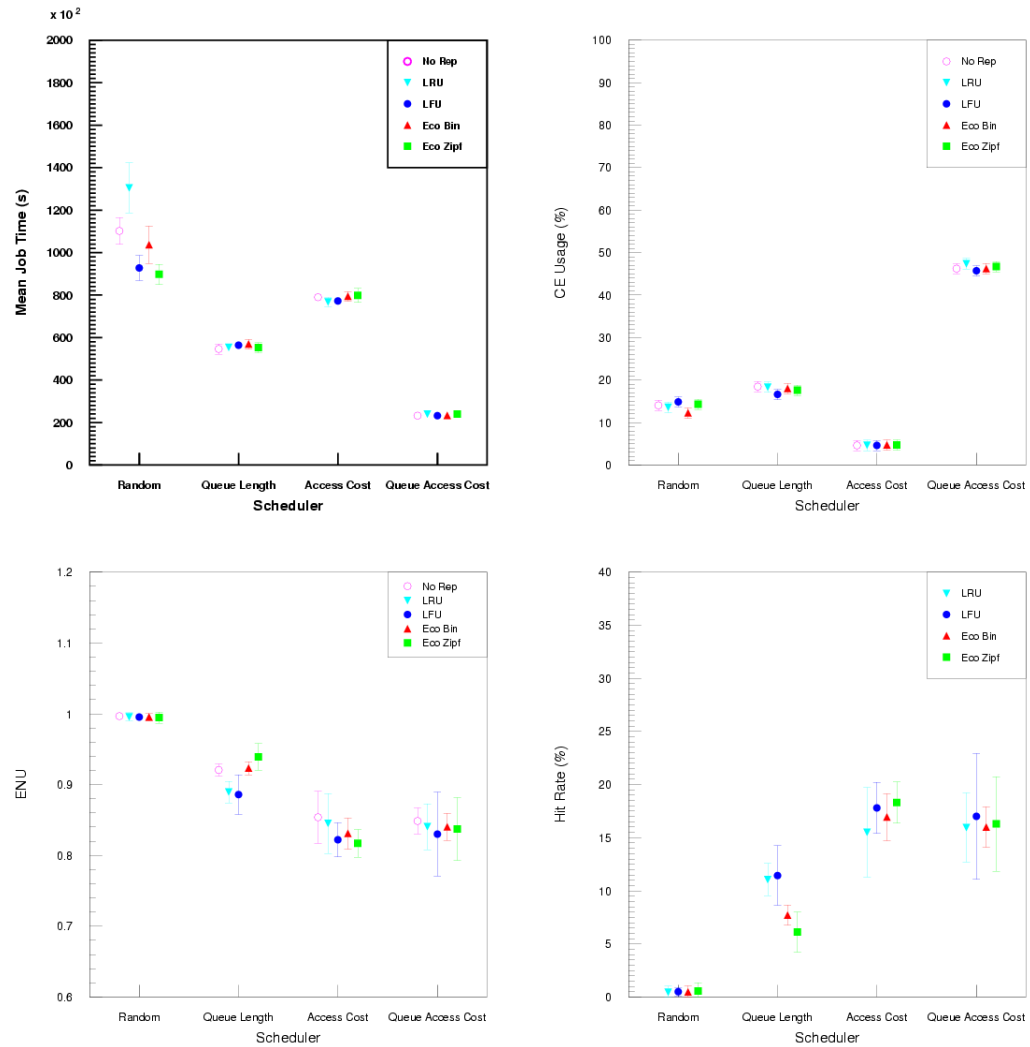 x 10 2
2000
1800
1600
1400
1200
1000
800
600
400
200
0
Mean Job Time (s)
No Rep
LRU
LFU
Eco Bin
Eco Zipf
Random
Queue Length
Access Cost
Queue Access Cost
Scheduler
100
90
80
70
60
50
40
30
20
10
0
CE Usage (%)
No Rep
LRU
LFU
Eco Bin
Eco Zipf
Random
Queue Length
Access Cost
Queue Access Cost
Scheduler
1.2
1.1
1
0.9
0.8
0.7
0.6
ENU
No Rep
LRU
LFU
Eco Bin
Eco Zipf
Random
Queue Length
Access Cost
Queue Access Cost
Scheduler
40
35
30
25
20
15
10
5
0
Hit Rate (%)
LRU
LFU
Eco Bin
Eco Zipf
Random
Queue Length
Access Cost
Queue Access Cost
Scheduler